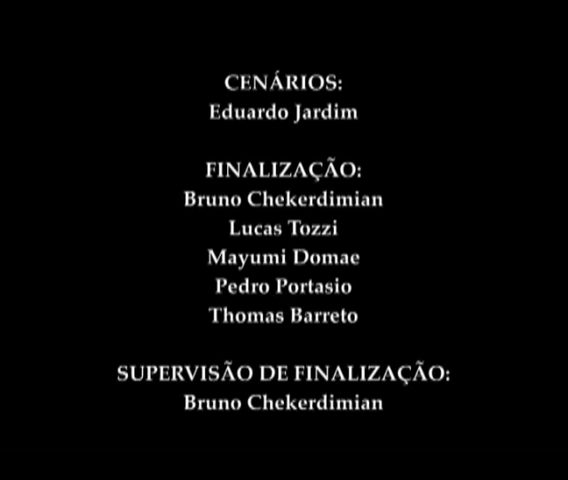 CENÁRIOS:
Eduardo Jardim
FINALIZAÇÃO:
Bruno Chekerdimian
Lucas Tozzi
Mayumi Domae
Pedro Portasio
Thomas Barreto
SUPERVISÃO DE FINALIZAÇÃO:
Bruno Chekerdimian